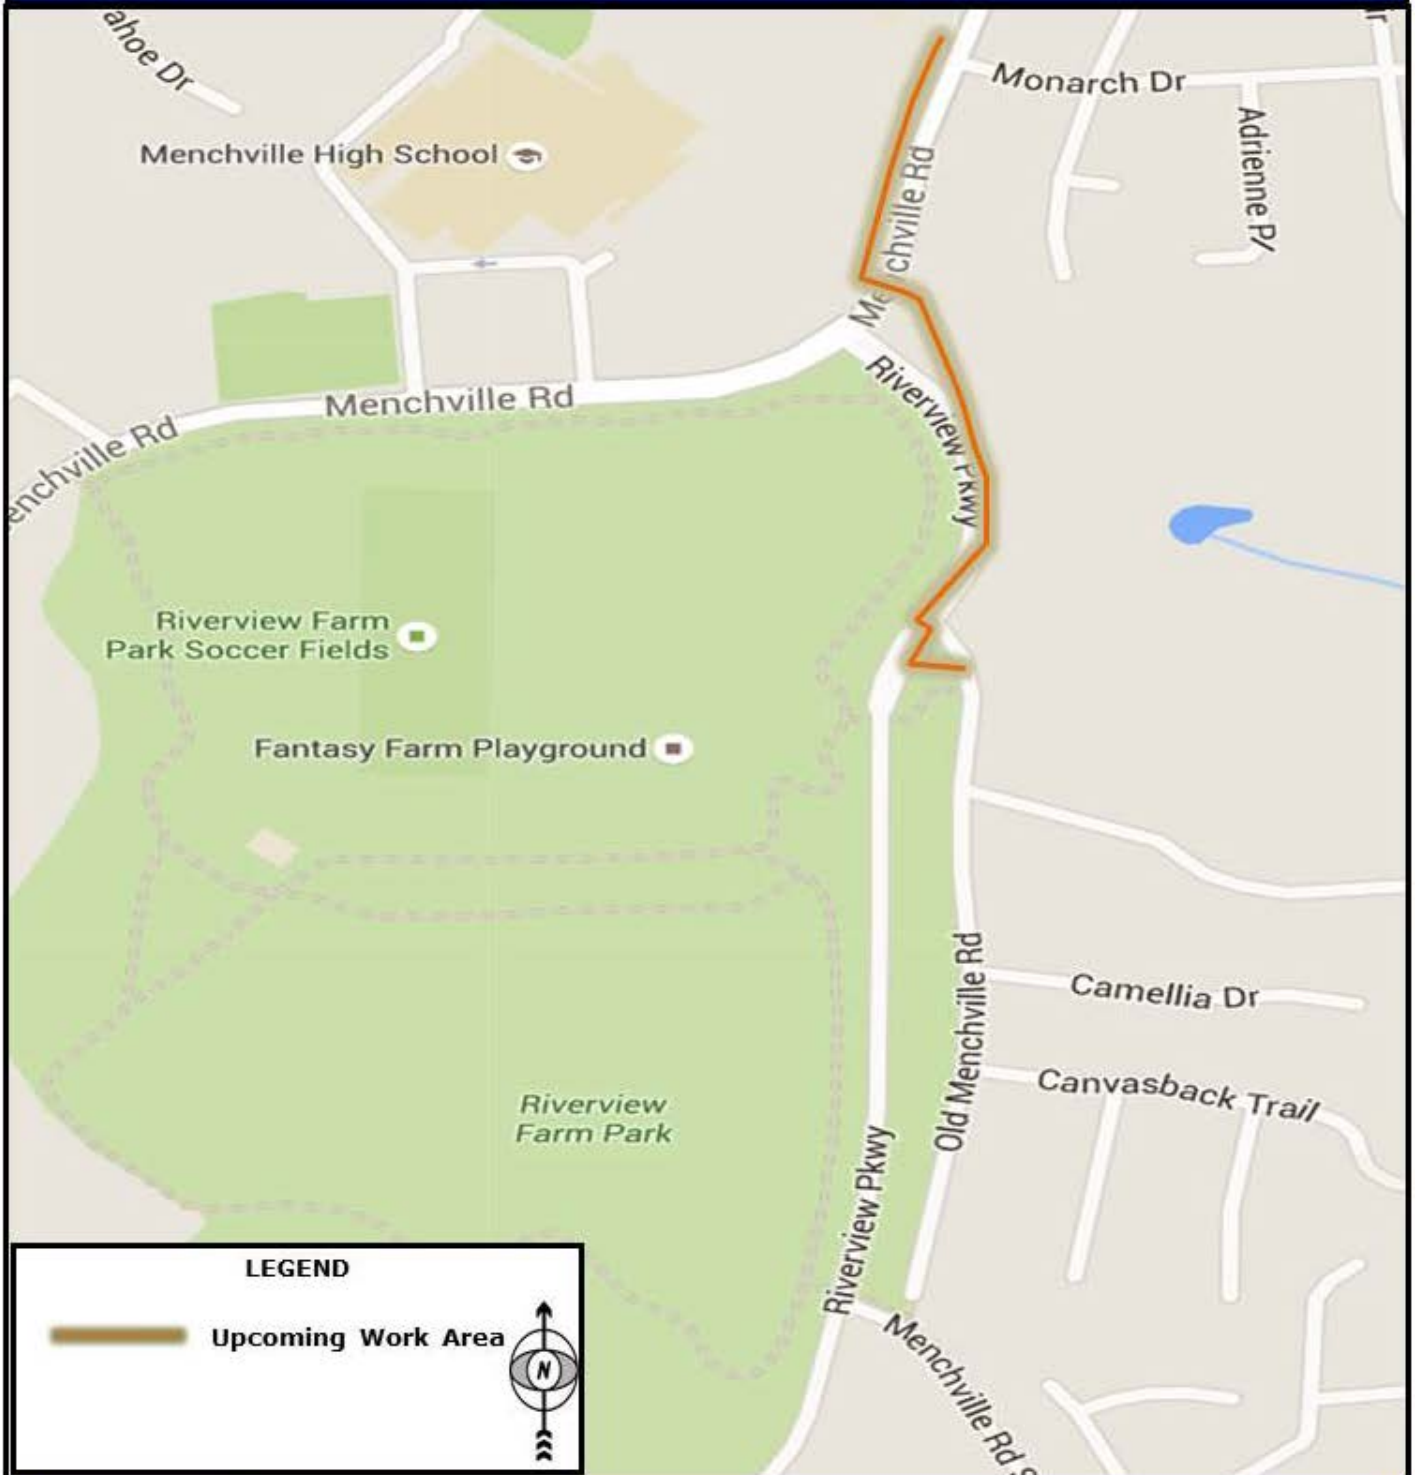 ahoe Dr
Monarch Dr
Adrienne Pl
Menchville High School
Menchville Rd
Riverview Pkwy
Menchville Rd
enchville Rd
Riverview Farm
Park Soccer Fields
Fantasy Farm Playground
Old Menchville Rd
Camellia Dr
Canvasback Trail
Riverview
Farm Park
Riverview Pkwy
Menchville Rd S
LEGEND
Upcoming Work Area
N